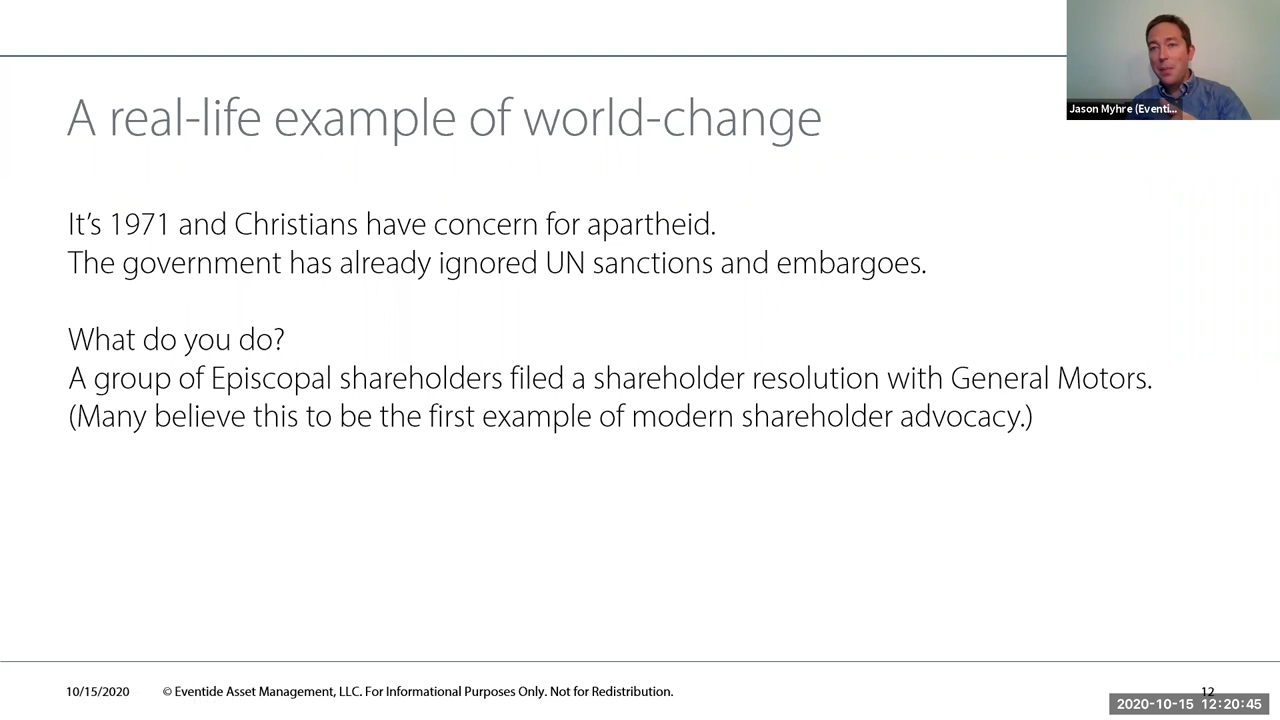 Jason Myhre (Eventi...
A real-life example of world-change
It’s 1971 and Christians have concern for apartheid.
The government has already ignored UN sanctions and embargoes.
What do you do?
A group of Episcopal shareholders filed a shareholder resolution with General Motors.
(Many believe this to be the first example of modern shareholder advocacy.)
10/15/2020 © Eventide Asset Management, LLC. For Informational Purposes Only. Not for Redistribution. 12
2020-10-15 12:20:45